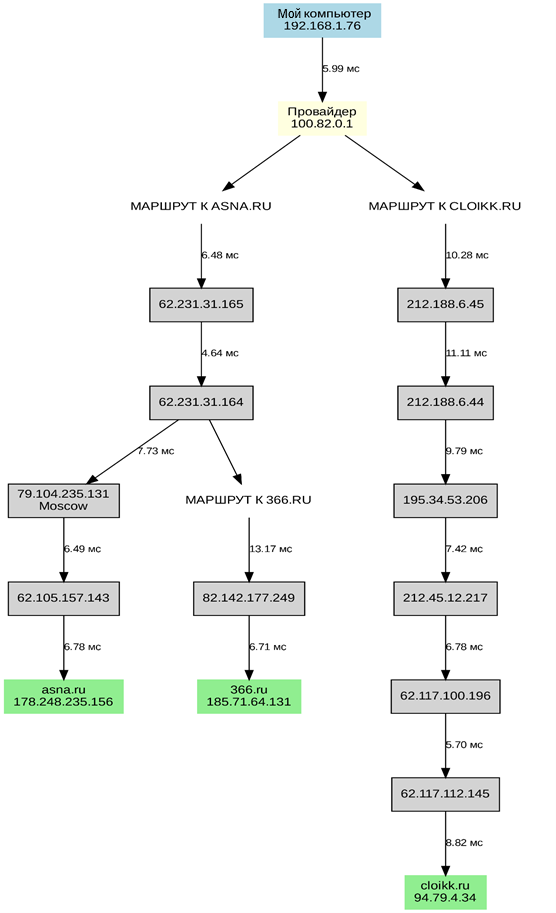 Мой компьютер
192.168.1.76
5.99 мс
Провайдер
100.82.0.1
МАРШРУТ К ASNA.RU
МАРШРУТ К CLOIKK.RU
6.48 мс
10.28 мс
62.231.31.165
212.188.6.45
4.64 мс
11.11 мс
62.231.31.164
212.188.6.44
7.73 мс
9.79 мс
79.104.235.131
Moscow
МАРШРУТ К 366.RU
195.34.53.206
6.49 мс
13.17 мс
7.42 мс
62.105.157.143
82.142.177.249
212.45.12.217
6.78 мс
6.71 мс
6.78 мс
asna.ru
178.248.235.156
366.ru
185.71.64.131
62.117.100.196
5.70 мс
62.117.112.145
8.82 мс
cloikk.ru
94.79.4.34